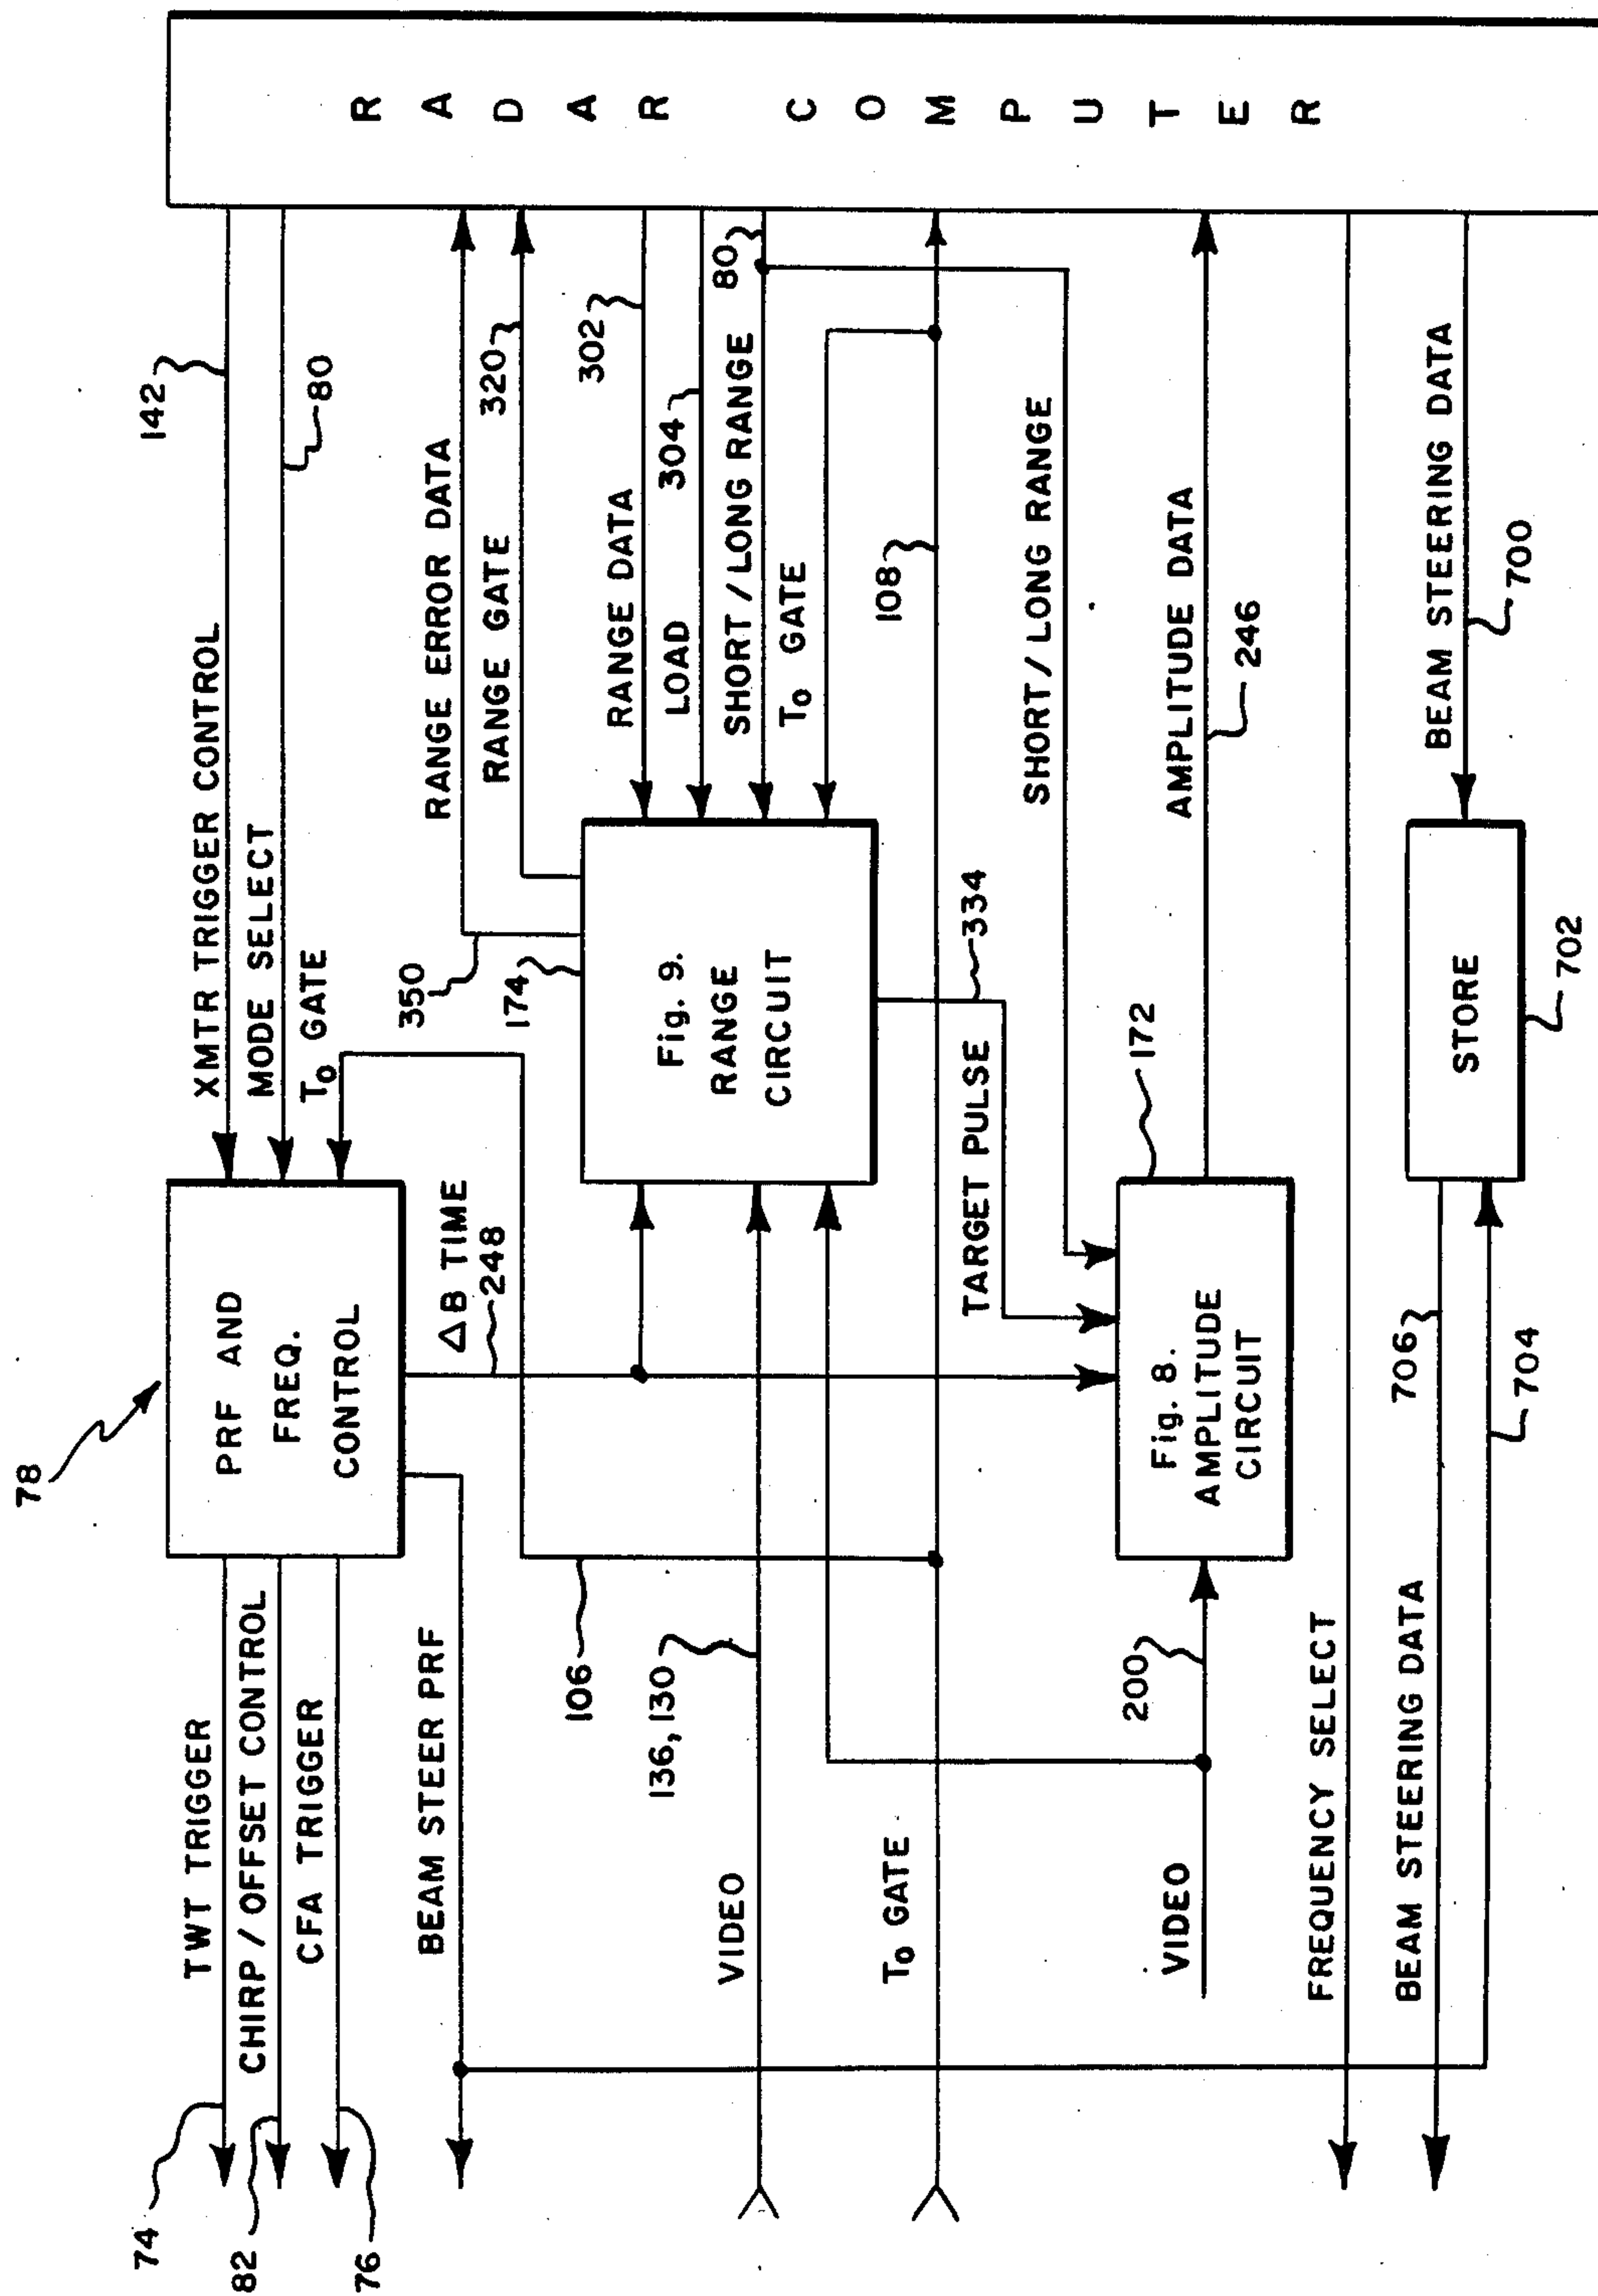 78
PRF AND
FREQ.
CONTROL
74
TWT TRIGGER
82
CHIRP / OFFSET CONTROL
76
CFA TRIGGER
BEAM STEER PRF
XMTR TRIGGER CONTROL
142
MODE SELECT
80
T0 GATE
Δ B TIME
248
106
VIDEO
136, 130
T0 GATE
VIDEO
200
350
174
Fig. 9.
RANGE
CIRCUIT
RANGE ERROR DATA
RANGE GATE
320
RANGE DATA
302
LOAD
304
SHORT / LONG RANGE
80
T0 GATE
108
TARGET PULSE
334
SHORT / LONG RANGE
172
Fig. 8.
AMPLITUDE
CIRCUIT
AMPLITUDE DATA
246
FREQUENCY SELECT
BEAM STEERING DATA
706
704
STORE
702
BEAM STEERING DATA
700
RADAR COMPUTER